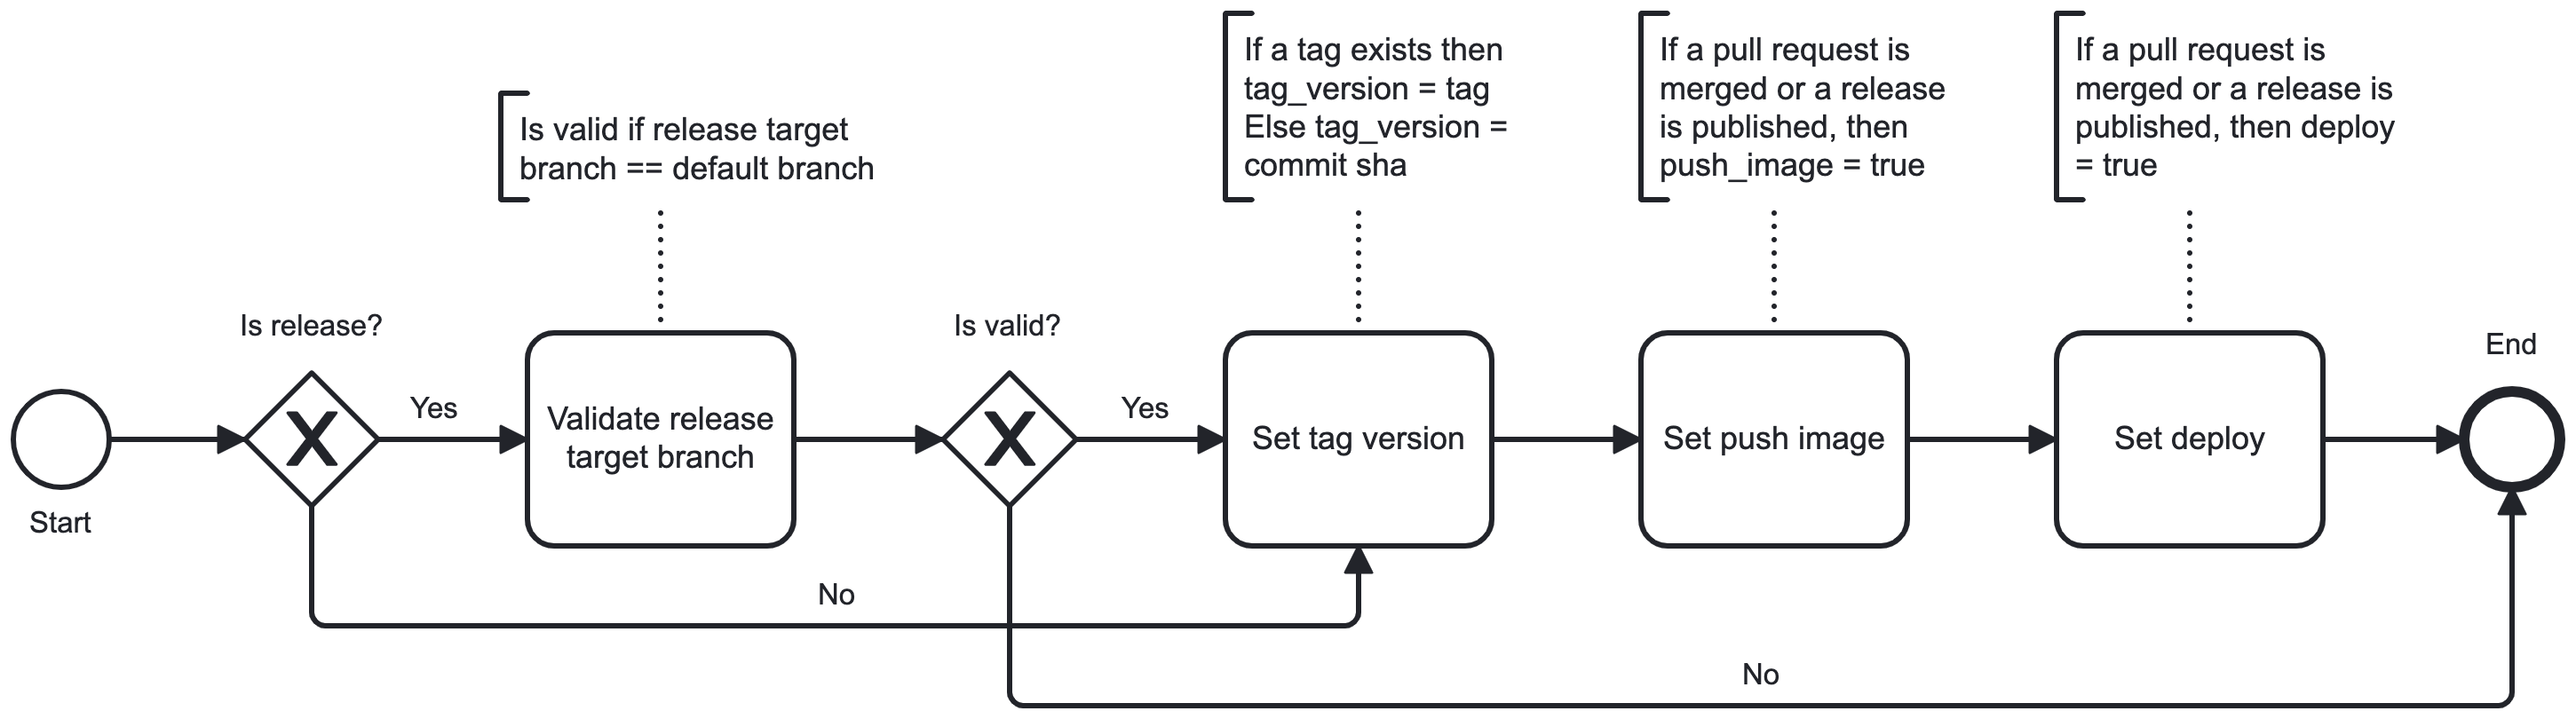 If a tag exists then
tag_version = tag
Else tag_version =
commit sha
If a pull request is
merged or a release
is published, then
push_image = true
If a pull request is
merged or a release is
published, then deploy
= true
Is valid if release target
branch == default branch
Is release?
Is valid?
End
Yes
Yes
X
Validate release
target branch
X
Set tag version
Set push image
Set deploy
Start
No
No